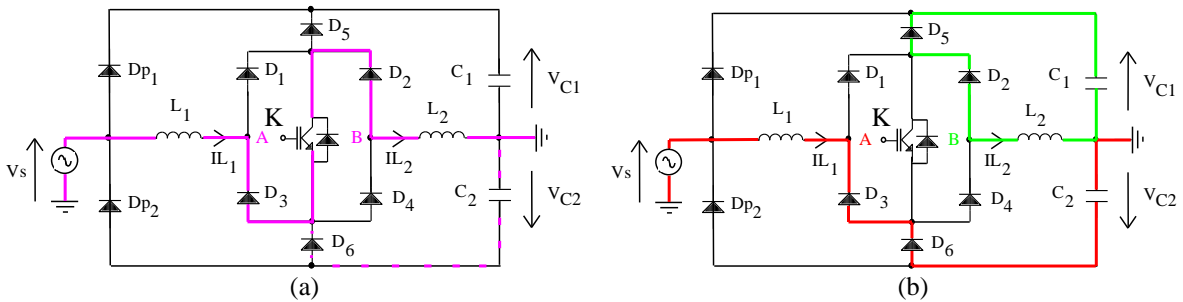 D5
Dp1
D1
D2
C1
VC1
L1
K
L2
A
B
IL1
IL2
Vs
Dp2
D3
D4
C2
VC2
D6
(a)
D5
Dp1
D1
D2
C1
VC1
L1
K
L2
A
B
IL1
IL2
Vs
Dp2
D3
D4
C2
VC2
D6
(b)